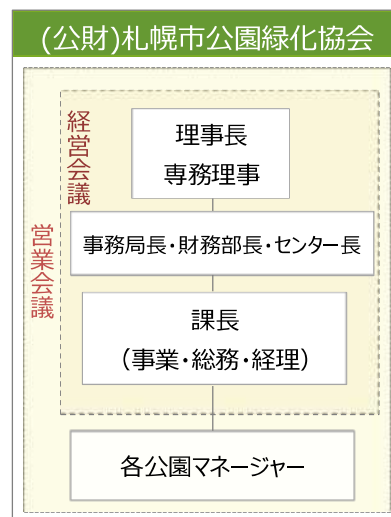 (公財)札幌市公園緑化協会
経営会議
営業会議
理事長
専務理事
事務局長・財務部長・センター長
課長
（事業・総務・経理）
各公園マネージャー